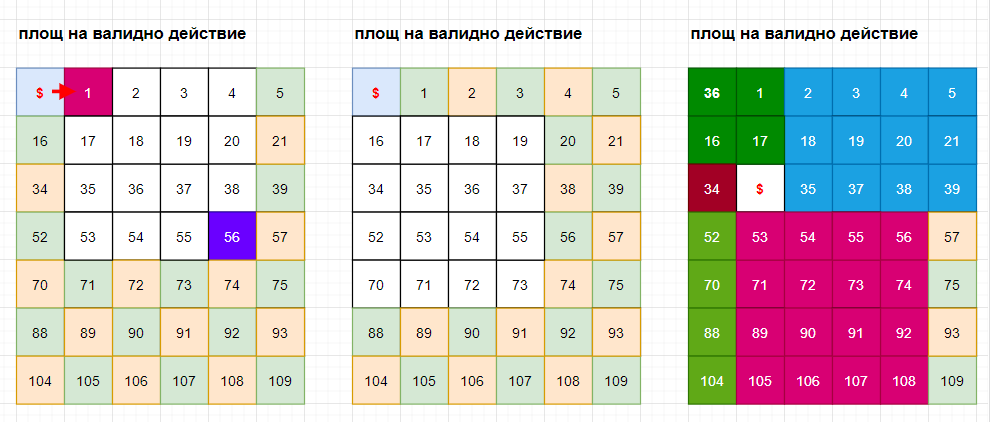 площ на валидно действие площ на валидно действие площ на валидно действие
$ 1 2 3 4 5 $ 1 2 3 4 5 36 1 2 3 4 5
16 17 18 19 20 21 16 17 18 19 20 21 16 17 18 19 20 21
34 35 36 37 38 39 34 35 36 37 38 39 34 $ 35 37 38 39
52 53 54 55 56 57 52 53 54 55 56 57 52 53 54 55 56 57
70 71 72 73 74 75 70 71 72 73 74 75 70 71 72 73 74 75
88 89 90 91 92 93 88 89 90 91 92 93 88 89 90 91 92 93
104 105 106 107 108 109 104 105 106 107 108 109 104 105 106 107 108 109